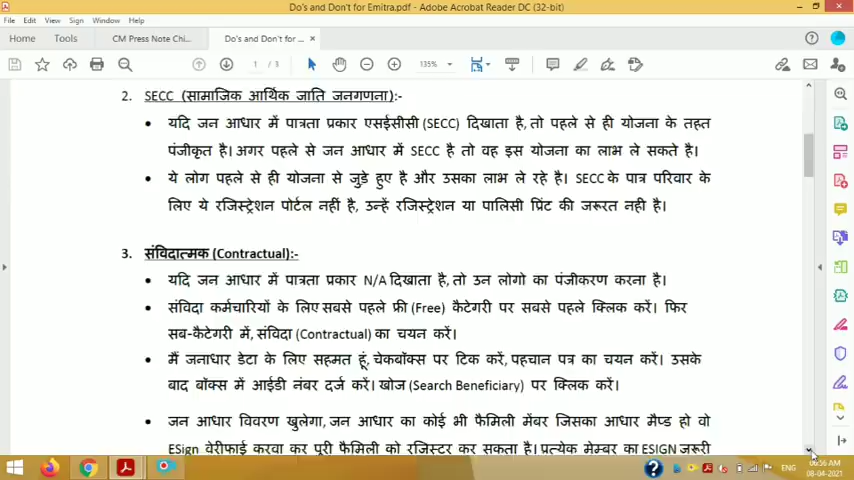 Do's and Don't for Emitra.pdf - Adobe Acrobat Reader DC (32-bit)
File Edit View Sign Window Help
Home Tools CM Press Note Chi... Do's and Don't for ... ×
1 / 3 135%
2. SECC (सामाजिक आर्थिक जाति जनगणना):-
• यदि जन आधार में पात्रता प्रकार एसईसीसी (SECC) दिखाता है, तो पहले से ही योजना के तहत
पंजीकृत है। अगर पहले से जन आधार में SECC है तो वह इस योजना का लाभ ले सकते है।
• ये लोग पहले से ही योजना से जुड़े हुए है और उसका लाभ ले रहे है। SECC के पात्र परिवार के
लिए ये रजिस्ट्रेशन पोर्टल नहीं है, उन्हें रजिस्ट्रेशन या पालिसी प्रिंट की जरूरत नही है।
3. संविदात्मक (Contractual):-
• यदि जन आधार में पात्रता प्रकार N/A दिखाता है, तो उन लोगो का पंजीकरण करना है।
• संविदा कर्मचारियों के लिए सबसे पहले फ्री (Free) कैटेगरी पर सबसे पहले क्लिक करें। फिर
सब-कैटेगरी में, संविदा (Contractual) का चयन करें।
• मैं जनाधार डेटा के लिए सहमत हूं, चेकबॉक्स पर टिक करें, पहचान पत्र का चयन करें। उसके
बाद बॉक्स में आईडी नंबर दर्ज करें। खोज (Search Beneficiary) पर क्लिक करें।
• जन आधार विवरण खुलेगा, जन आधार का कोई भी फैमिली मेंबर जिसका आधार मैप्ड हो वो
ESign वेरीफाई करवा कर पूरी फैमिली को रजिस्टर कर सकता है। प्रत्येक मेम्बर का ESIGN जरूरी
ENG 06:56 AM
08-04-2021